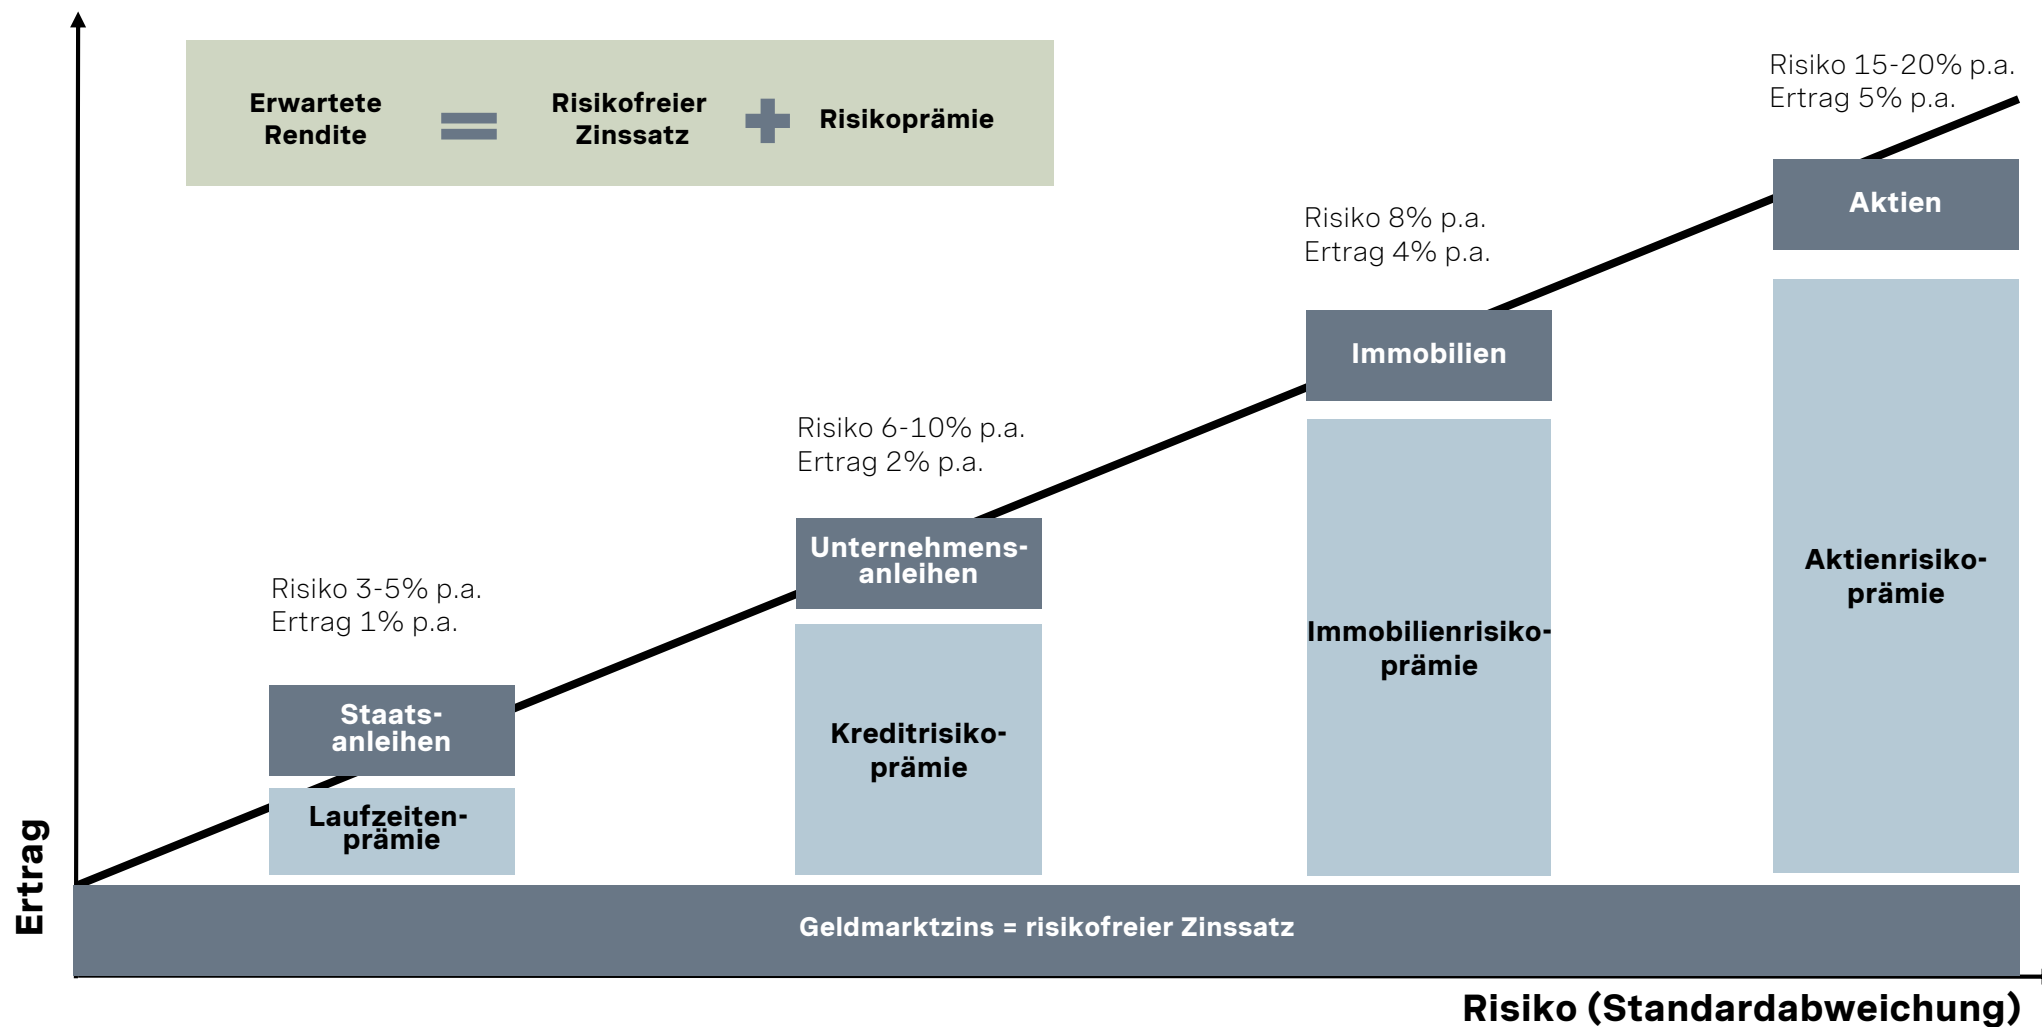 Erwartete
Rendite
=
Risikofreier
Zinssatz
+
Risikoprämie
Risiko 15-20% p.a.
Ertrag 5% p.a.
Aktien
Aktienrisiko-
prämie
Risiko 8% p.a.
Ertrag 4% p.a.
Immobilien
Immobilienrisiko-
prämie
Risiko 6-10% p.a.
Ertrag 2% p.a.
Unternehmens-
anleihen
Kreditrisiko-
prämie
Risiko 3-5% p.a.
Ertrag 1% p.a.
Staats-
anleihen
Laufzeiten-
prämie
Ertrag
Geldmarktzins = risikofreier Zinssatz
Risiko (Standardabweichung)